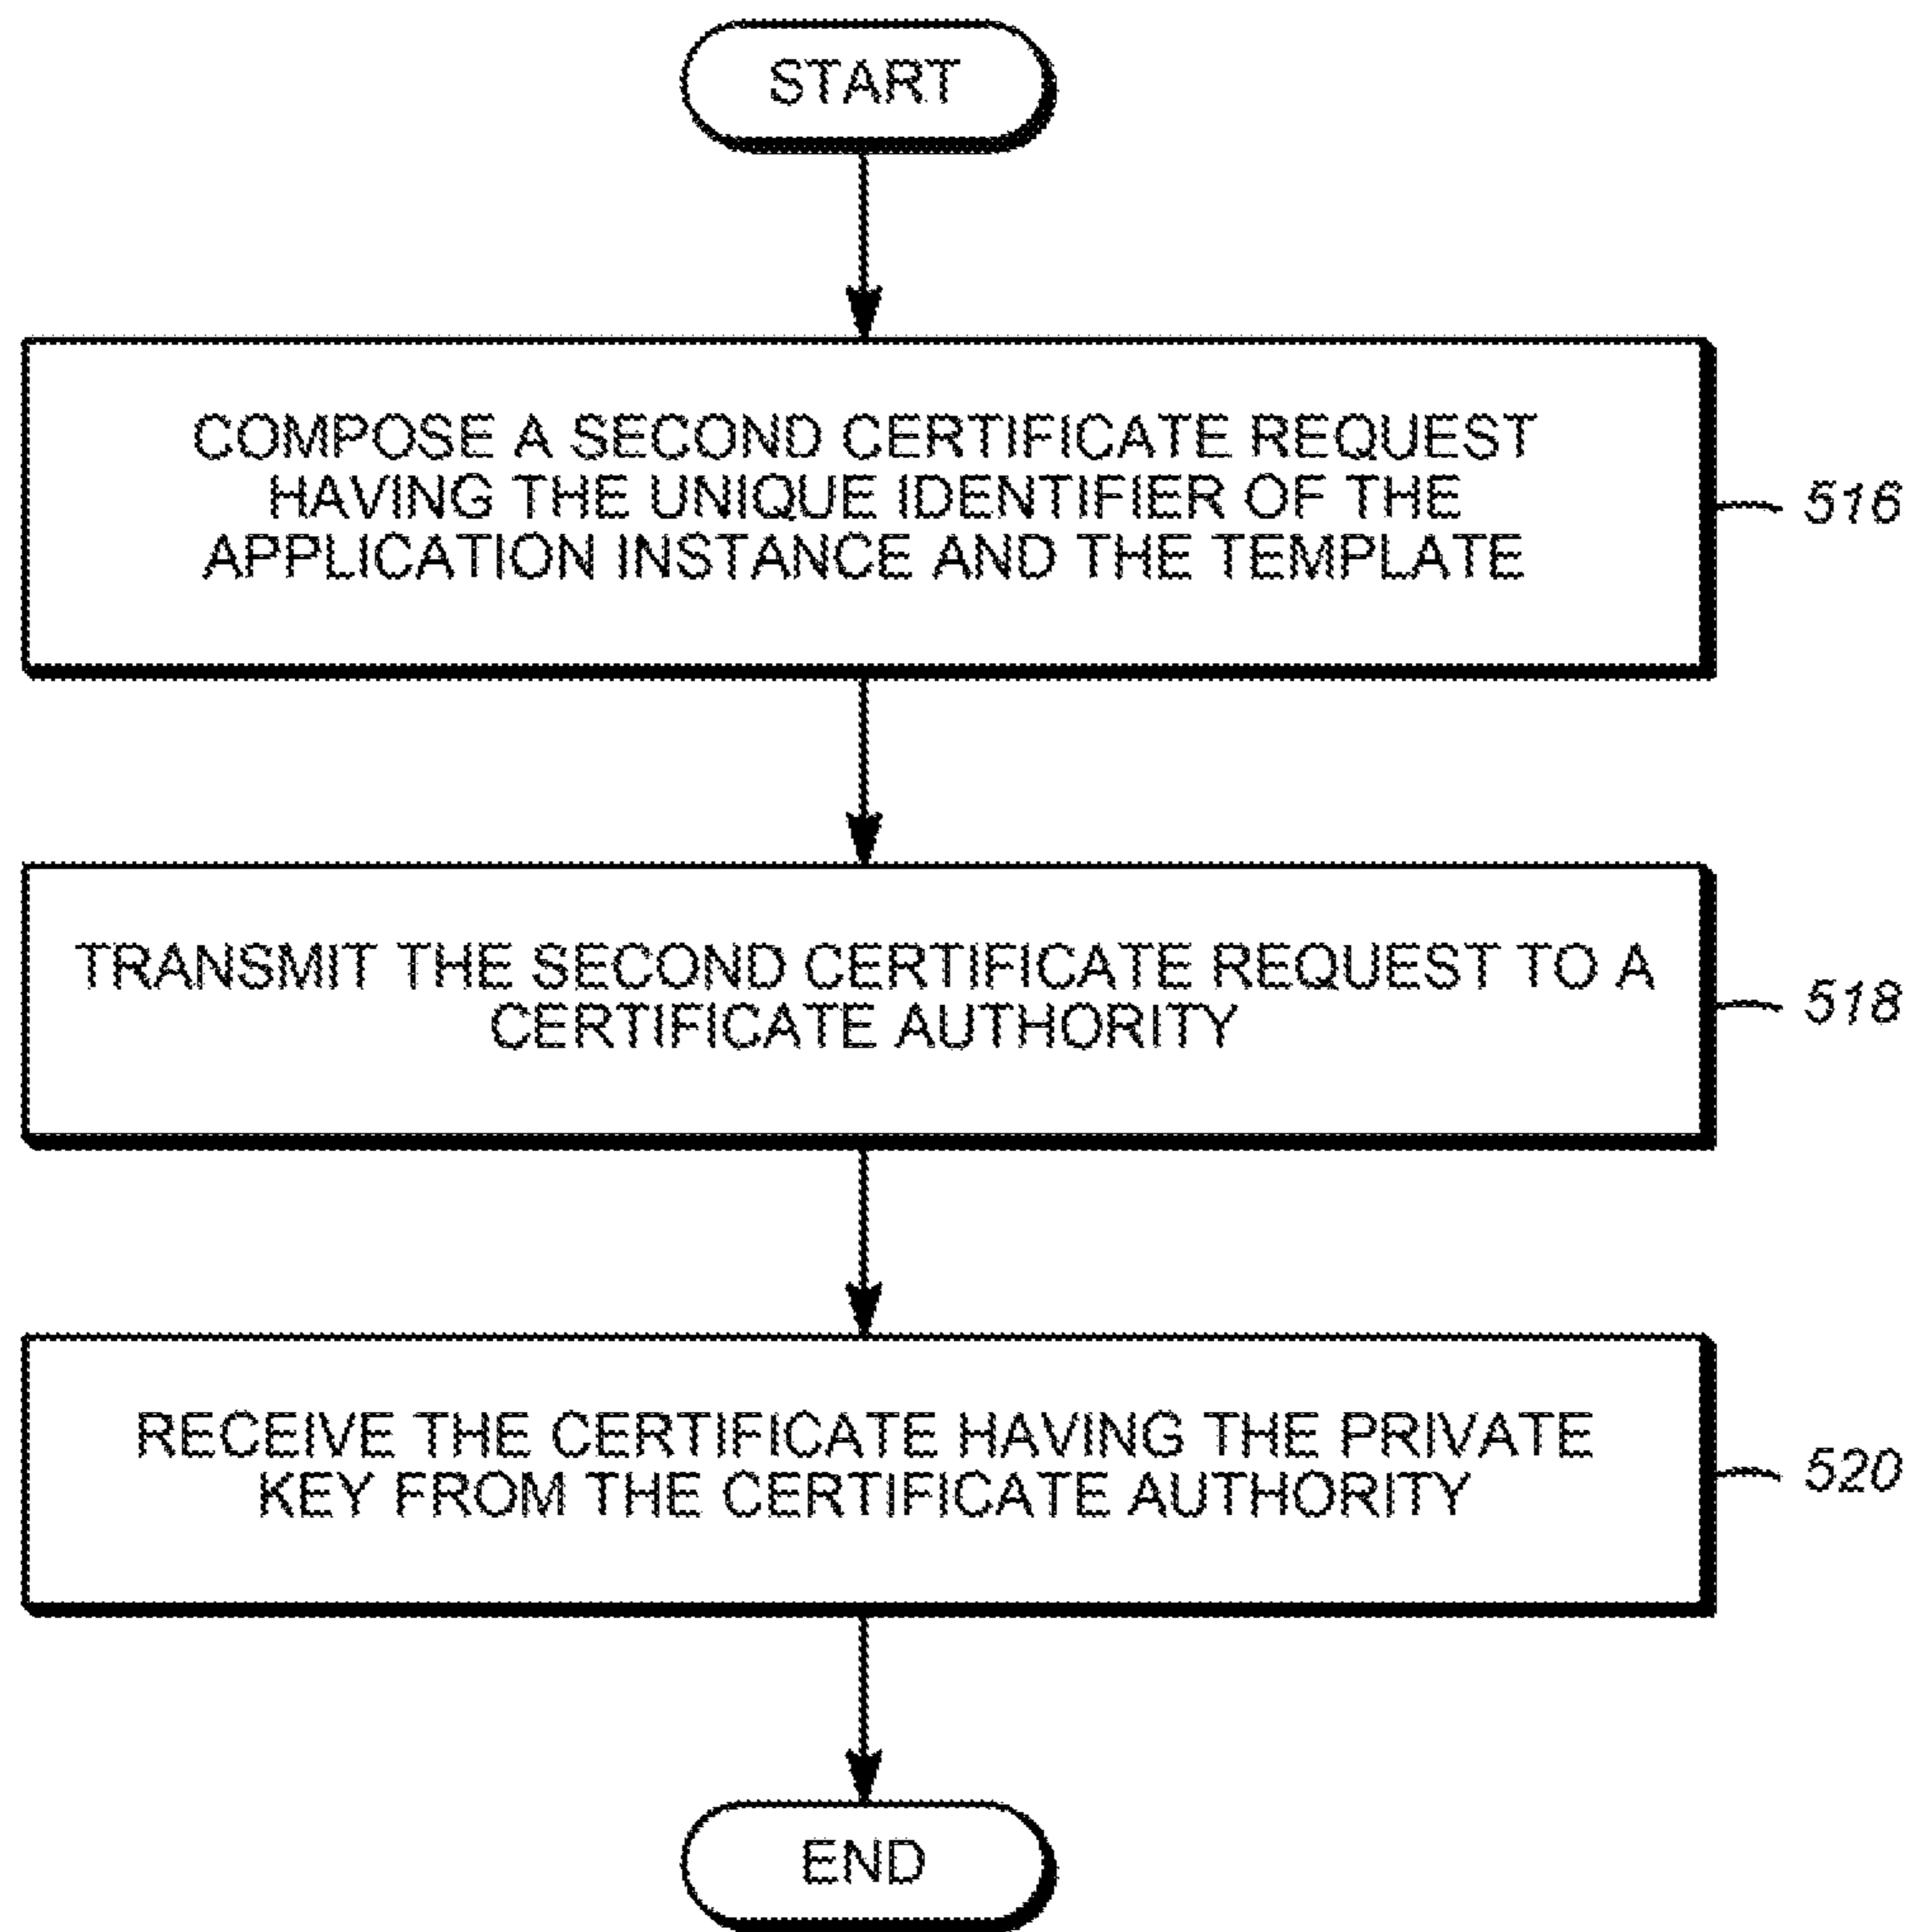 START
COMPOSE A SECOND CERTIFICATE REQUEST
HAVING THE UNIQUE IDENTIFIER OF THE
APPLICATION INSTANCE AND THE TEMPLATE
516
TRANSMIT THE SECOND CERTIFICATE REQUEST TO A
CERTIFICATE AUTHORITY
518
RECEIVE THE CERTIFICATE HAVING THE PRIVATE
KEY FROM THE CERTIFICATE AUTHORITY
520
END